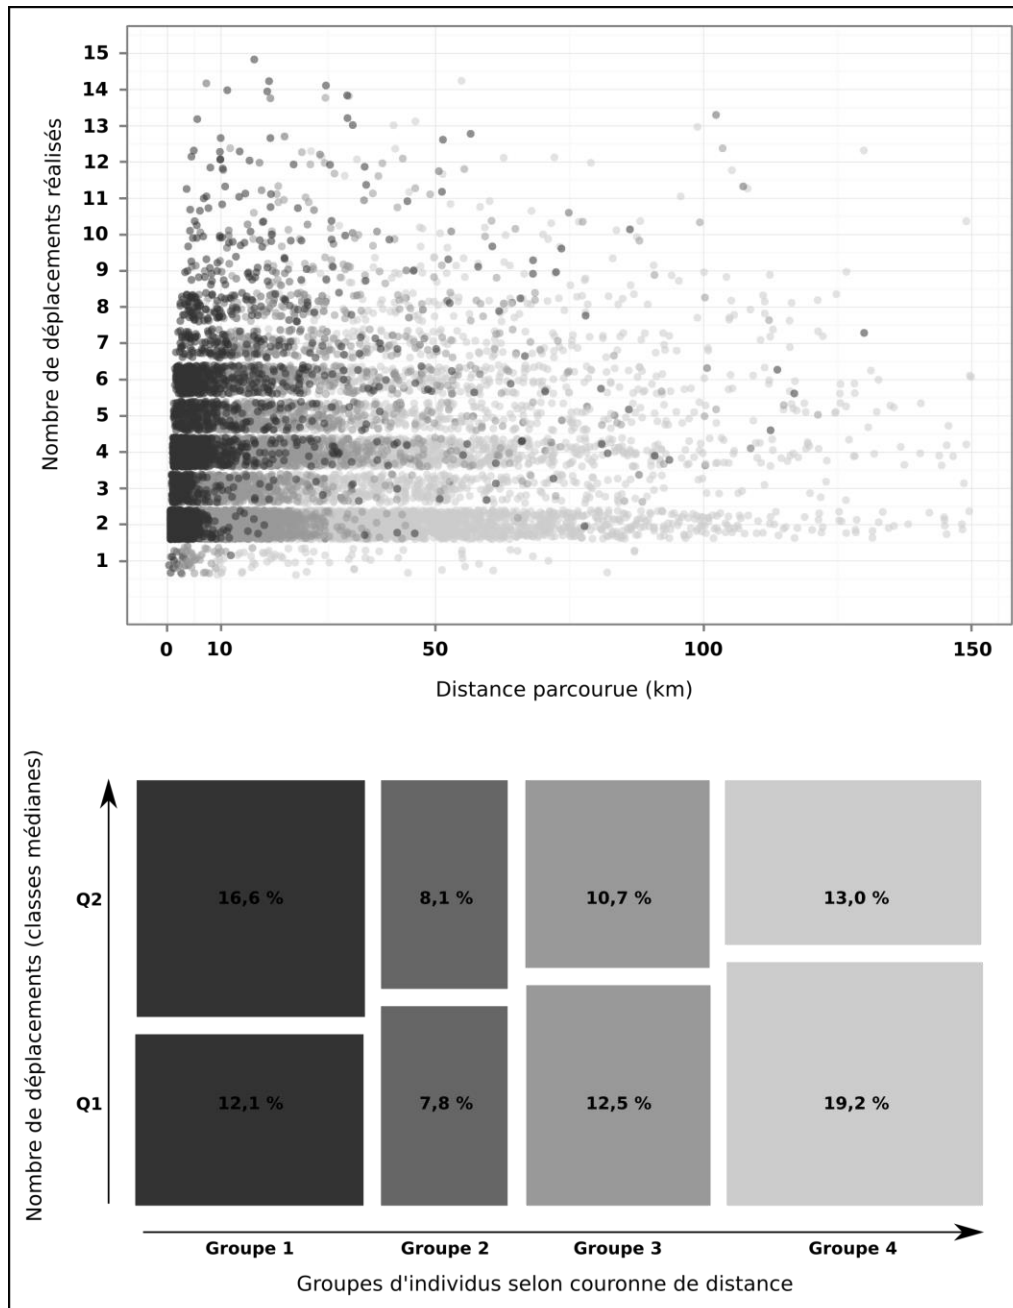 Nombre de déplacements réalisés
15
14
13
12
11
10
9
8
7
6
5
4
3
2
1
0 10 50 100 150
Distance parcourue (km)
Nombre de déplacements (classes médianes)
Q2
16,6 % 8,1 % 10,7 % 13,0 %
Q1
12,1 % 7,8 % 12,5 % 19,2 %
Groupe 1 Groupe 2 Groupe 3 Groupe 4
Groupes d'individus selon couronne de distance